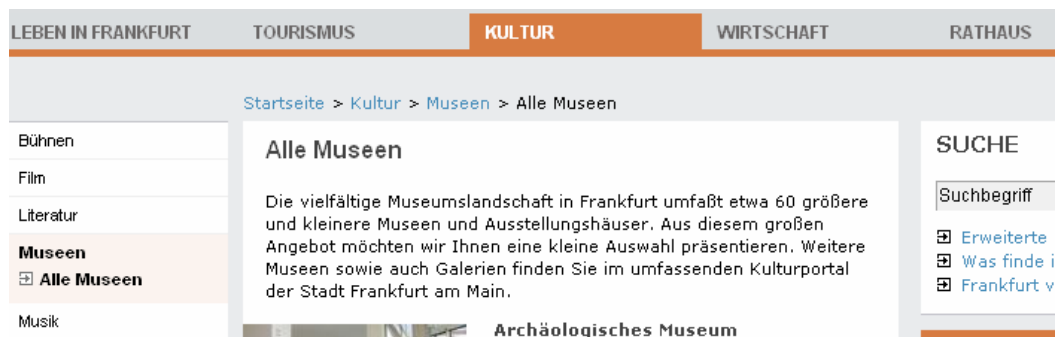 LEBEN IN FRANKFURT TOURISMUS KULTUR WIRTSCHAFT RATHAUS
Startseite > Kultur > Museen > Alle Museen
Bühnen
Film
Literatur
Museen
Alle Museen
Musik
Alle Museen
Die vielfältige Museumslandschaft in Frankfurt umfaßt etwa 60 größere
und kleinere Museen und Ausstellungshäuser. Aus diesem großen
Angebot möchten wir Ihnen eine kleine Auswahl präsentieren. Weitere
Museen sowie auch Galerien finden Sie im umfassenden Kulturportal
der Stadt Frankfurt am Main.
Archäologisches Museum
SUCHE
Suchbegriff
Erweiterte
Was finde i
Frankfurt v